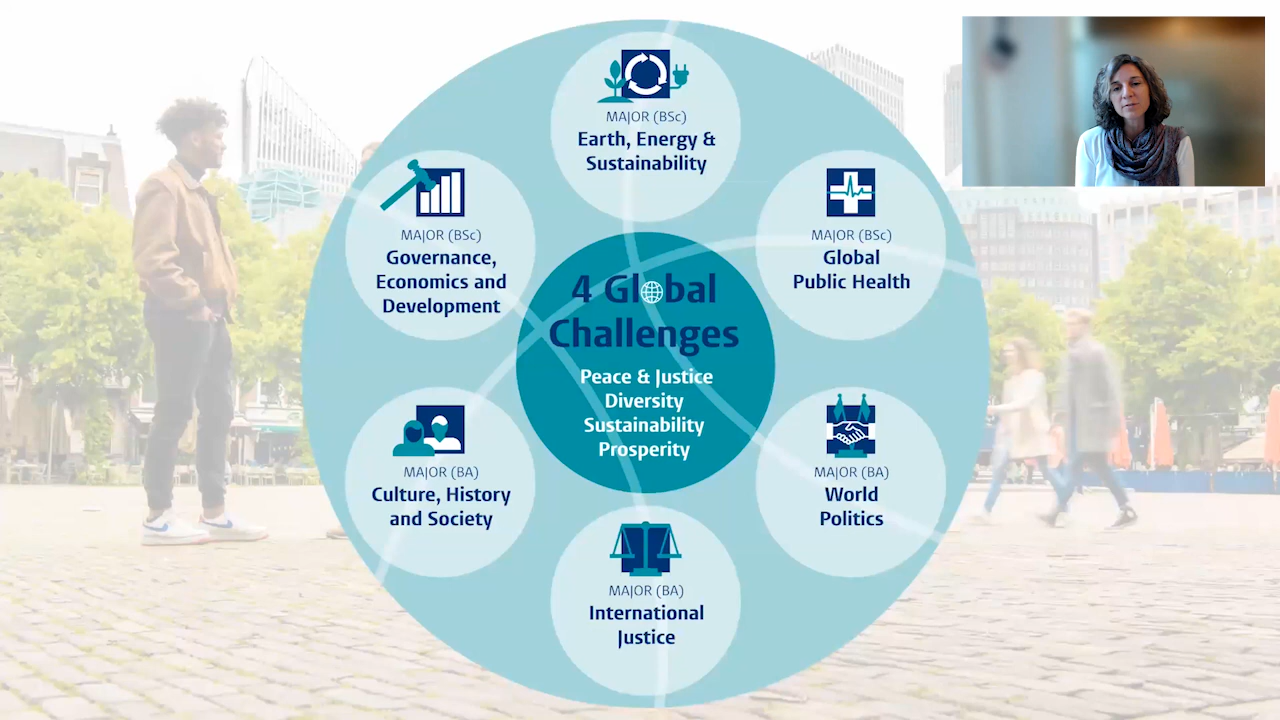 MAJOR (BSc)
Earth, Energy &
Sustainability
MAJOR (BSc)
Governance,
Economics and
Development
MAJOR (BSc)
Global
Public Health
4 Global
Challenges
Peace & Justice
Diversity
Sustainability
Prosperity
MAJOR (BA)
Culture, History
and Society
MAJOR (BA)
World
Politics
MAJOR (BA)
International
Justice